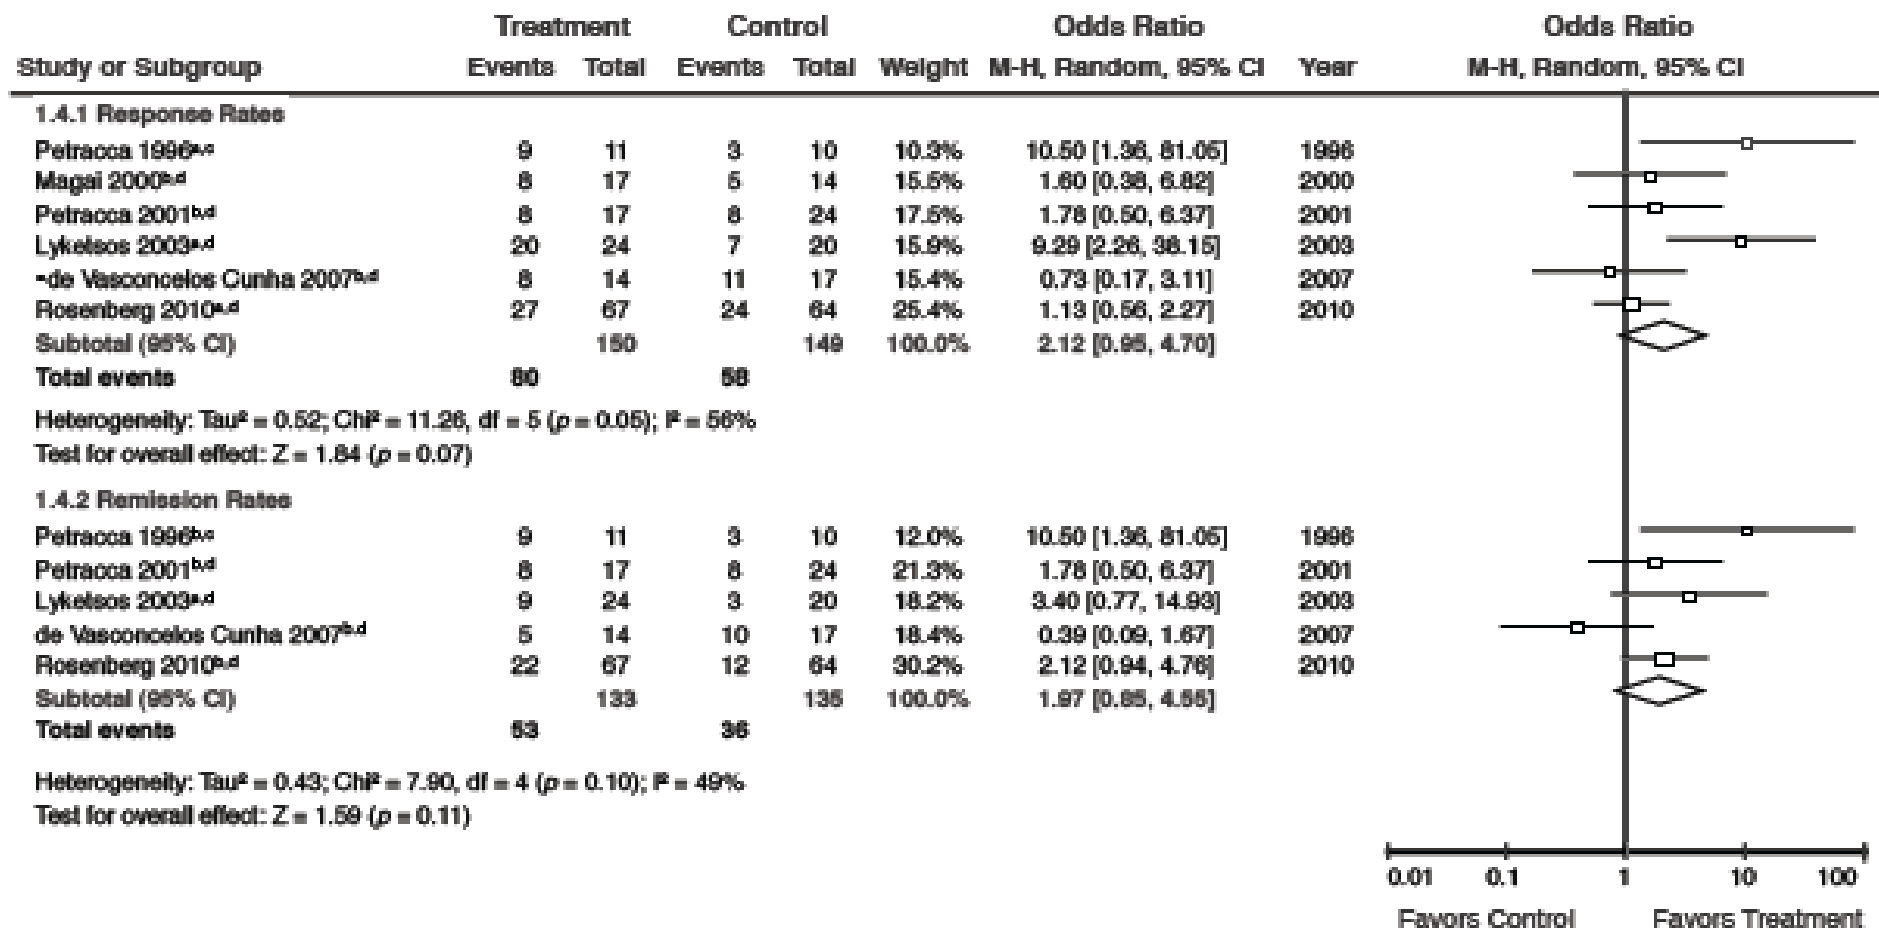 Treatment Control Odds Ratio Odds Ratio
Study or Subgroup Events Total Events Total Weight M-H, Random, 95% CI Year M-H, Random, 95% CI
1.4.1 Response Rates
Petracca 1996a,c 9 11 3 10 10.3% 10.50 [1.36, 81.05] 1996
Magai 2000b,d 8 17 5 14 15.5% 1.60 [0.38, 6.82] 2000
Petracca 2001b,d 8 17 8 24 17.5% 1.78 [0.50, 6.37] 2001
Lyketsos 2003a,d 20 24 7 20 15.9% 9.29 [2.26, 38.15] 2003
-de Vasconcelos Cunha 2007b,d 8 14 11 17 15.4% 0.73 [0.17, 3.11] 2007
Rosenberg 2010a,d 27 67 24 64 25.4% 1.13 [0.56, 2.27] 2010
Subtotal (95% CI) 150 149 100.0% 2.12 [0.95, 4.70]
Total events 80 58
Heterogeneity: Tau² = 0.52; Chi² = 11.26, df = 5 (p = 0.05); I² = 56%
Test for overall effect: Z = 1.84 (p = 0.07)
1.4.2 Remission Rates
Petracca 1996b,c 9 11 3 10 12.0% 10.50 [1.36, 81.05] 1996
Petracca 2001b,d 8 17 8 24 21.3% 1.78 [0.50, 6.37] 2001
Lyketsos 2003a,d 9 24 3 20 18.2% 3.40 [0.77, 14.93] 2003
de Vasconcelos Cunha 2007b,d 5 14 10 17 18.4% 0.39 [0.09, 1.67] 2007
Rosenberg 2010b,d 22 67 12 64 30.2% 2.12 [0.94, 4.76] 2010
Subtotal (95% CI) 133 135 100.0% 1.97 [0.85, 4.55]
Total events 53 36
Heterogeneity: Tau² = 0.43; Chi² = 7.90, df = 4 (p = 0.10); I² = 49%
Test for overall effect: Z = 1.59 (p = 0.11)
0.01 0.1 1 10 100
Favors Control Favors Treatment